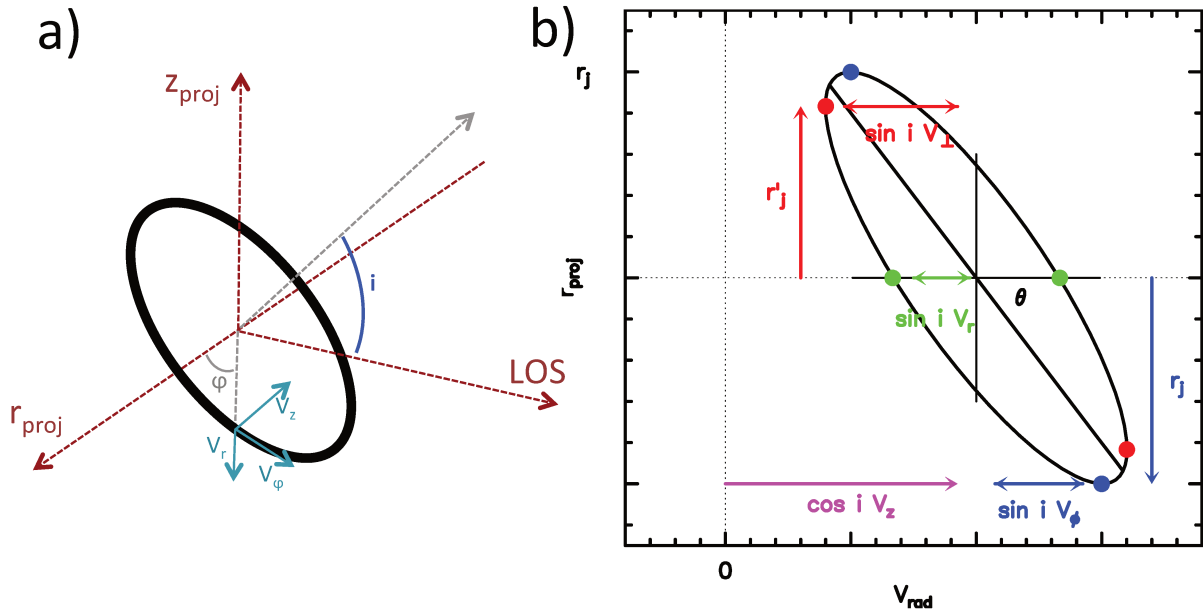 a)
z_proj
i
LOS
φ
r_proj
V_z
V_r
V_φ
b)
r_j
sin i V_⊥
r'_j
r_proj
θ
sin i V_r
r_j
cos i V_z
sin i V_ϕ
0
V_rad